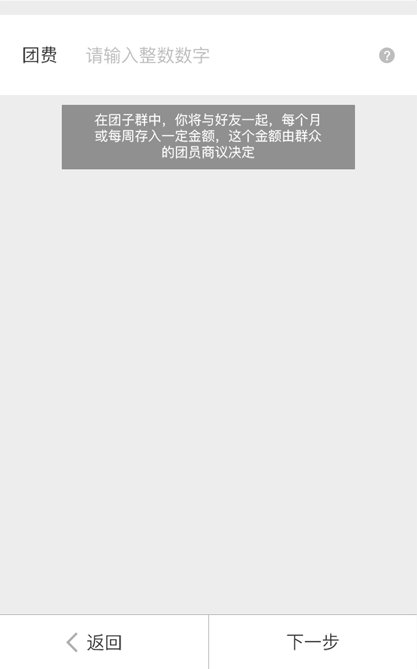 团费 请输入整数数字 ?
在团子群中，你将与好友一起，每个月
或每周存入一定金额，这个金额由群众
的团员商议决定
返回 下一步